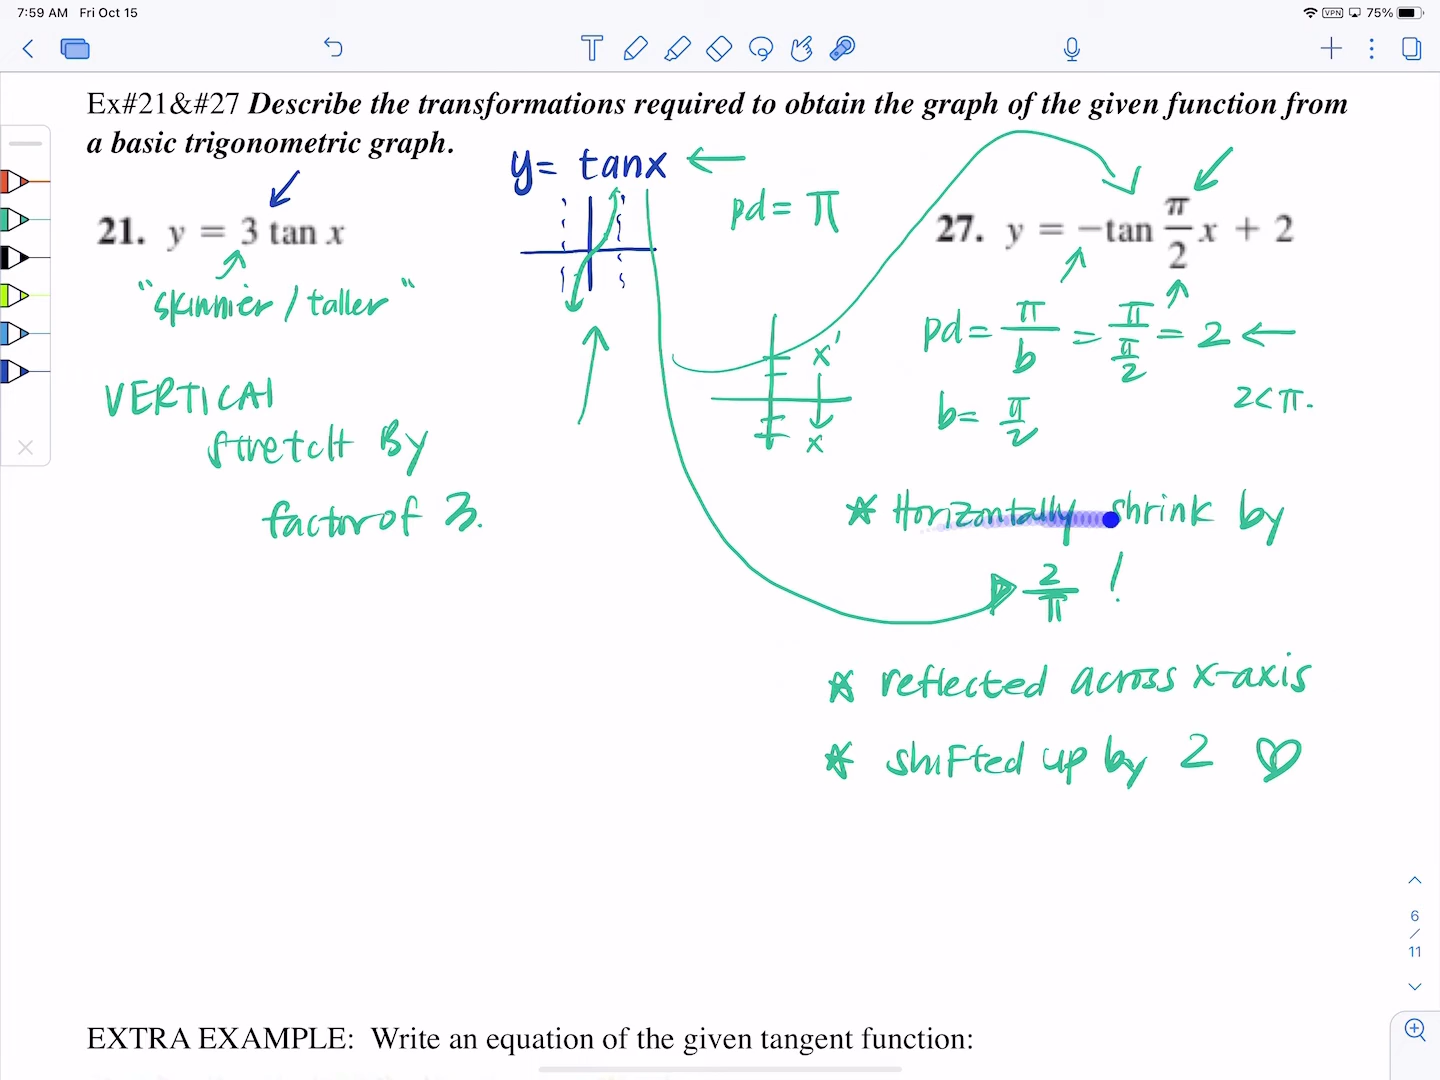 7:59 AM Fri Oct 15
VPN 75%
Ex#21&#27 Describe the transformations required to obtain the graph of the given function from
a basic trigonometric graph.
y= tanx
pd= π
21. y = 3 tan x
"skinnier / taller"
VERTICAL
stretch By
factor of 3.
x'
x
27. y = −tan π/2 x + 2
pd = π/b = π/(π/2) = 2
2<π.
b= π/2
* Horizontally shrink by
2/π !
* reflected across x-axis
* shifted up by 2 ♡
6
/
11
EXTRA EXAMPLE: Write an equation of the given tangent function: